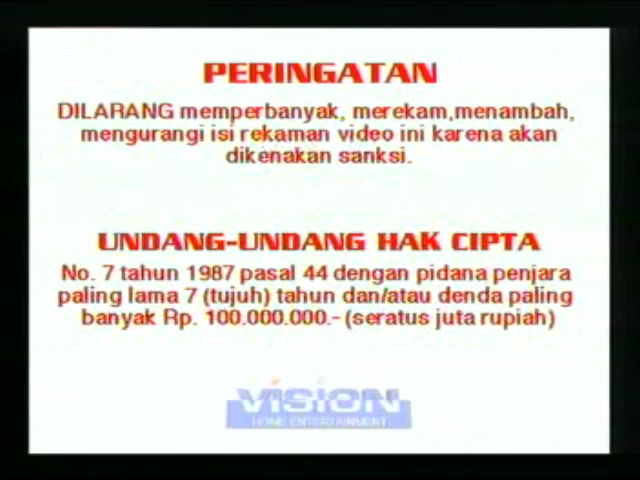 PERINGATAN
DILARANG memperbanyak, merekam,menambah,
mengurangi isi rekaman video ini karena akan
dikenakan sanksi.
UNDANG-UNDANG HAK CIPTA
No. 7 tahun 1987 pasal 44 dengan pidana penjara
paling lama 7 (tujuh) tahun dan/atau denda paling
banyak Rp. 100.000.000.- (seratus juta rupiah)
VISION
HOME ENTERTAINMENT